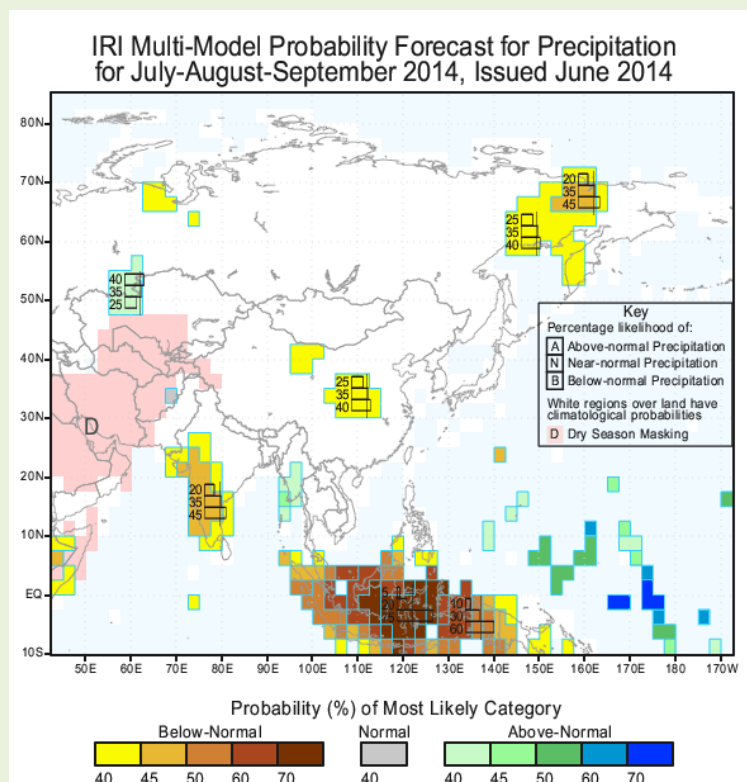 IRI Multi-Model Probability Forecast for Precipitation
for July-August-September 2014, Issued June 2014
80N
70N
60N
50N
40N
30N
20N
10N
EQ
10S
20
35
45
25
35
40
40
35
25
25
35
40
D
20
35
45
20
75
10
30
60
Key
Percentage likelihood of:
A Above-normal Precipitation
N Near-normal Precipitation
B Below-normal Precipitation
White regions over land have
climatological probabilities
D Dry Season Masking
50E 60E 70E 80E 90E 100E 110E 120E 130E 140E 150E 160E 170E 180 170W
Probability (%) of Most Likely Category
Below-Normal Normal Above-Normal
40 45 50 60 70 40 40 45 50 60 70